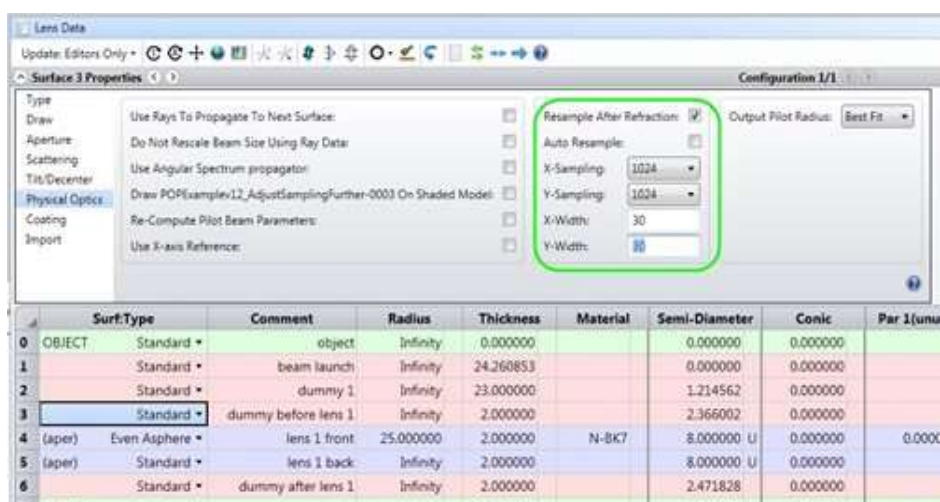 Lens Data
Update: Editors Only
Surface 3 Properties
Configuration 1/1
Type
Draw
Aperture
Scattering
Tilt/Decenter
Physical Optics
Coating
Import
Use Rays To Propagate To Next Surface:
Do Not Rescale Beam Size Using Ray Data:
Use Angular Spectrum propagator:
Draw POPExamplev12_AdjustSamplingFurther-0003 On Shaded Model:
Re-Compute Pilot Beam Parameters:
Use X-axis Reference:
Resample After Refraction:
Auto Resample:
X-Sampling: 1024
Y-Sampling: 1024
X-Width: 30
Y-Width: 30
Output Pilot Radius: Best Fit
Surf:Type Comment Radius Thickness Material Semi-Diameter Conic Par 1(unu
0 OBJECT Standard object Infinity 0.000000 0.000000 0.000000
1 Standard beam launch Infinity 24.260853 0.000000 0.000000
2 Standard dummy 1 Infinity 23.000000 1.214562 0.000000
3 Standard dummy before lens 1 Infinity 2.000000 2.366002 0.000000
4 (aper) Even Asphere lens 1 front 25.000000 2.000000 N-BK7 8.000000 U 0.000000 0.0000
5 (aper) Standard lens 1 back Infinity 2.000000 8.000000 U 0.000000
6 Standard dummy after lens 1 Infinity 2.000000 2.471828 0.000000